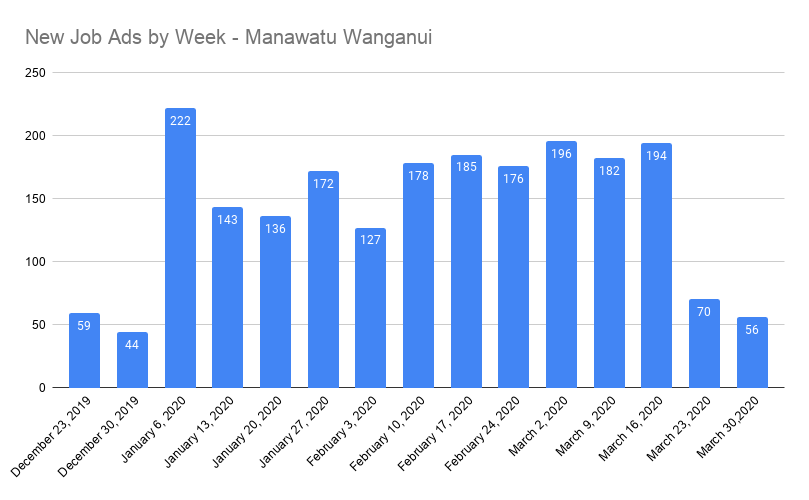 New Job Ads by Week - Manawatu Wanganui
250
200
150
100
50
0
59
44
222
143
136
172
127
178
185
176
196
182
194
70
56
December 23, 2019
December 30, 2019
January 6, 2020
January 13, 2020
January 20, 2020
January 27, 2020
February 3, 2020
February 10, 2020
February 17, 2020
February 24, 2020
March 2, 2020
March 9, 2020
March 16, 2020
March 23, 2020
March 30,2020